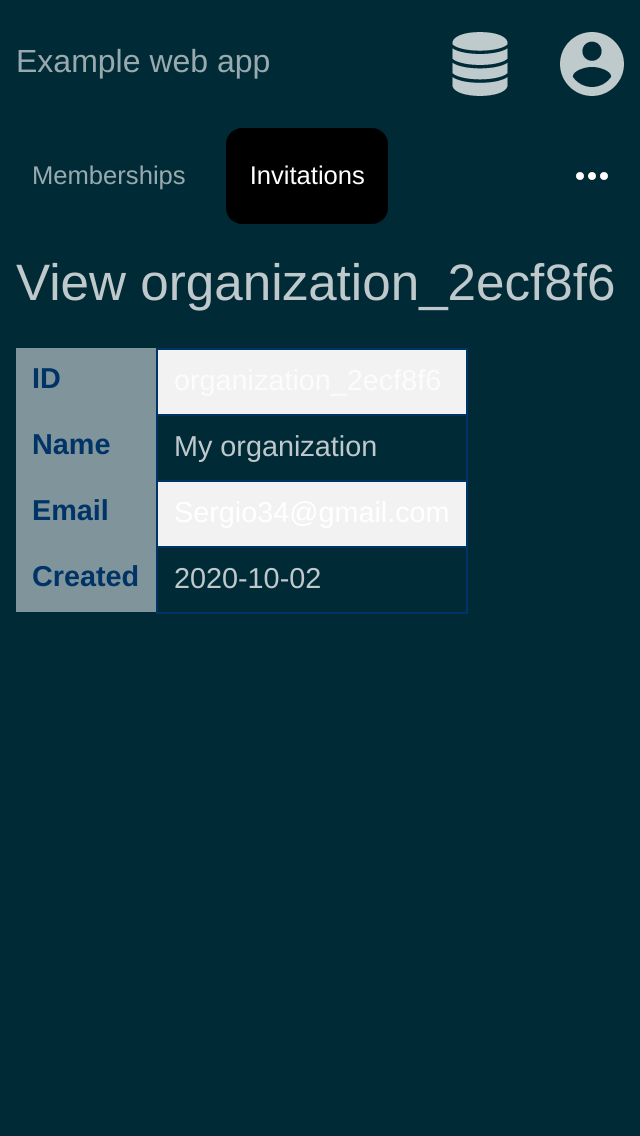 Example web app
Memberships Invitations
View organization_2ecf8f6
ID organization_2ecf8f6
Name My organization
Email Sergio34@gmail.com
Created 2020-10-02